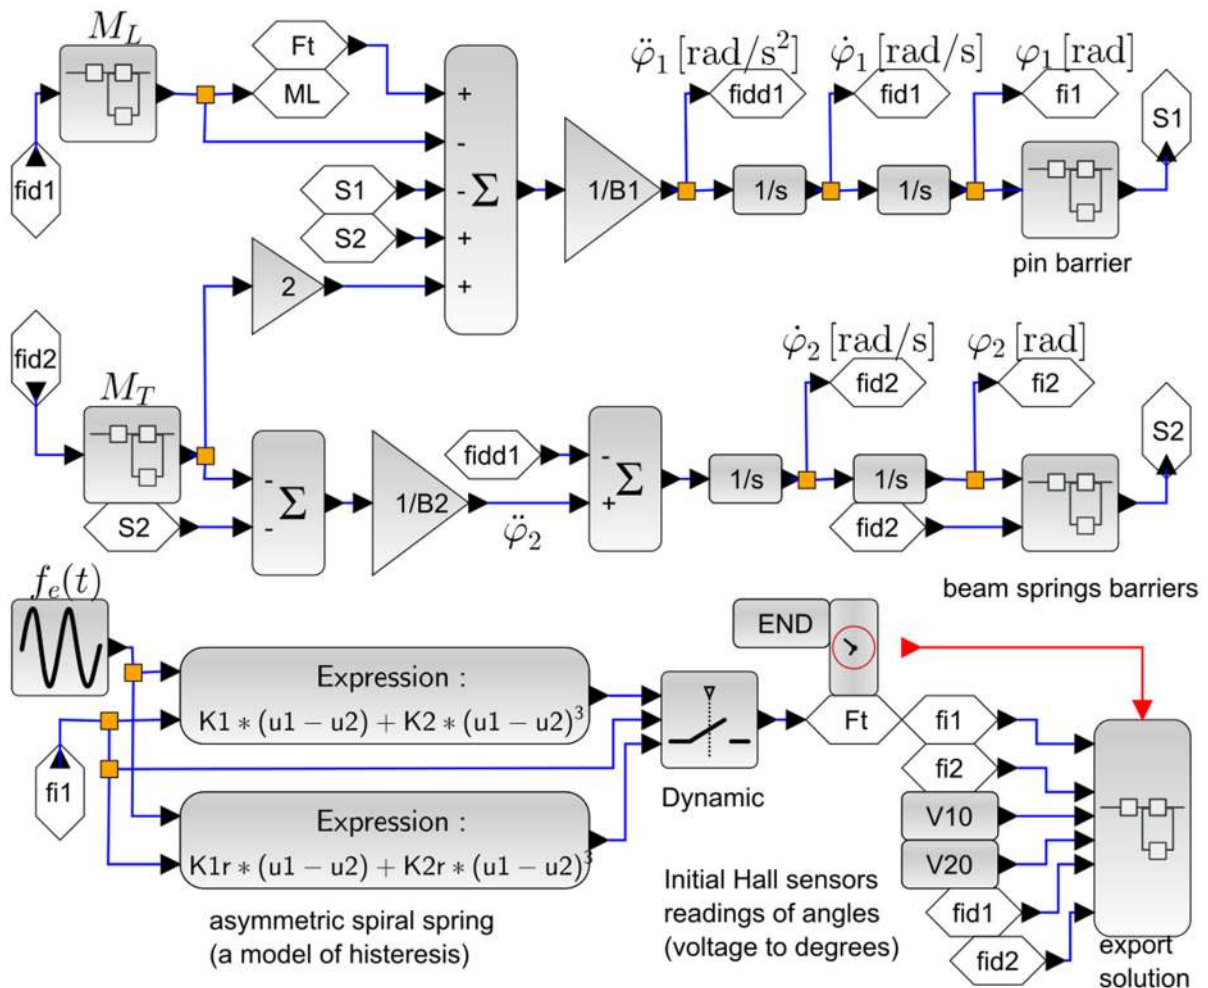 M_L
Ft
ML
fid1
+
-
S1
-
Σ
S2
+
2
+
1/B1
φ̈₁ [rad/s²]
φ̇₁ [rad/s]
φ₁ [rad]
fidd1
fid1
fi1
S1
1/s
1/s
pin barrier
fid2
M_T
S2
-
-
Σ
1/B2
fidd1
φ̈₂
-
+
Σ
φ̇₂ [rad/s]
φ₂ [rad]
fid2
fi2
S2
1/s
1/s
fid2
beam springs barriers
f_e(t)
fi1
Expression :
K1 * (u1 − u2) + K2 * (u1 − u2)³
Expression :
K1r * (u1 − u2) + K2r * (u1 − u2)³
asymmetric spiral spring
(a model of histeresis)
Dynamic
END
Ft
fi1
fi2
V10
V20
fid1
fid2
Initial Hall sensors
readings of angles
(voltage to degrees)
export
solution